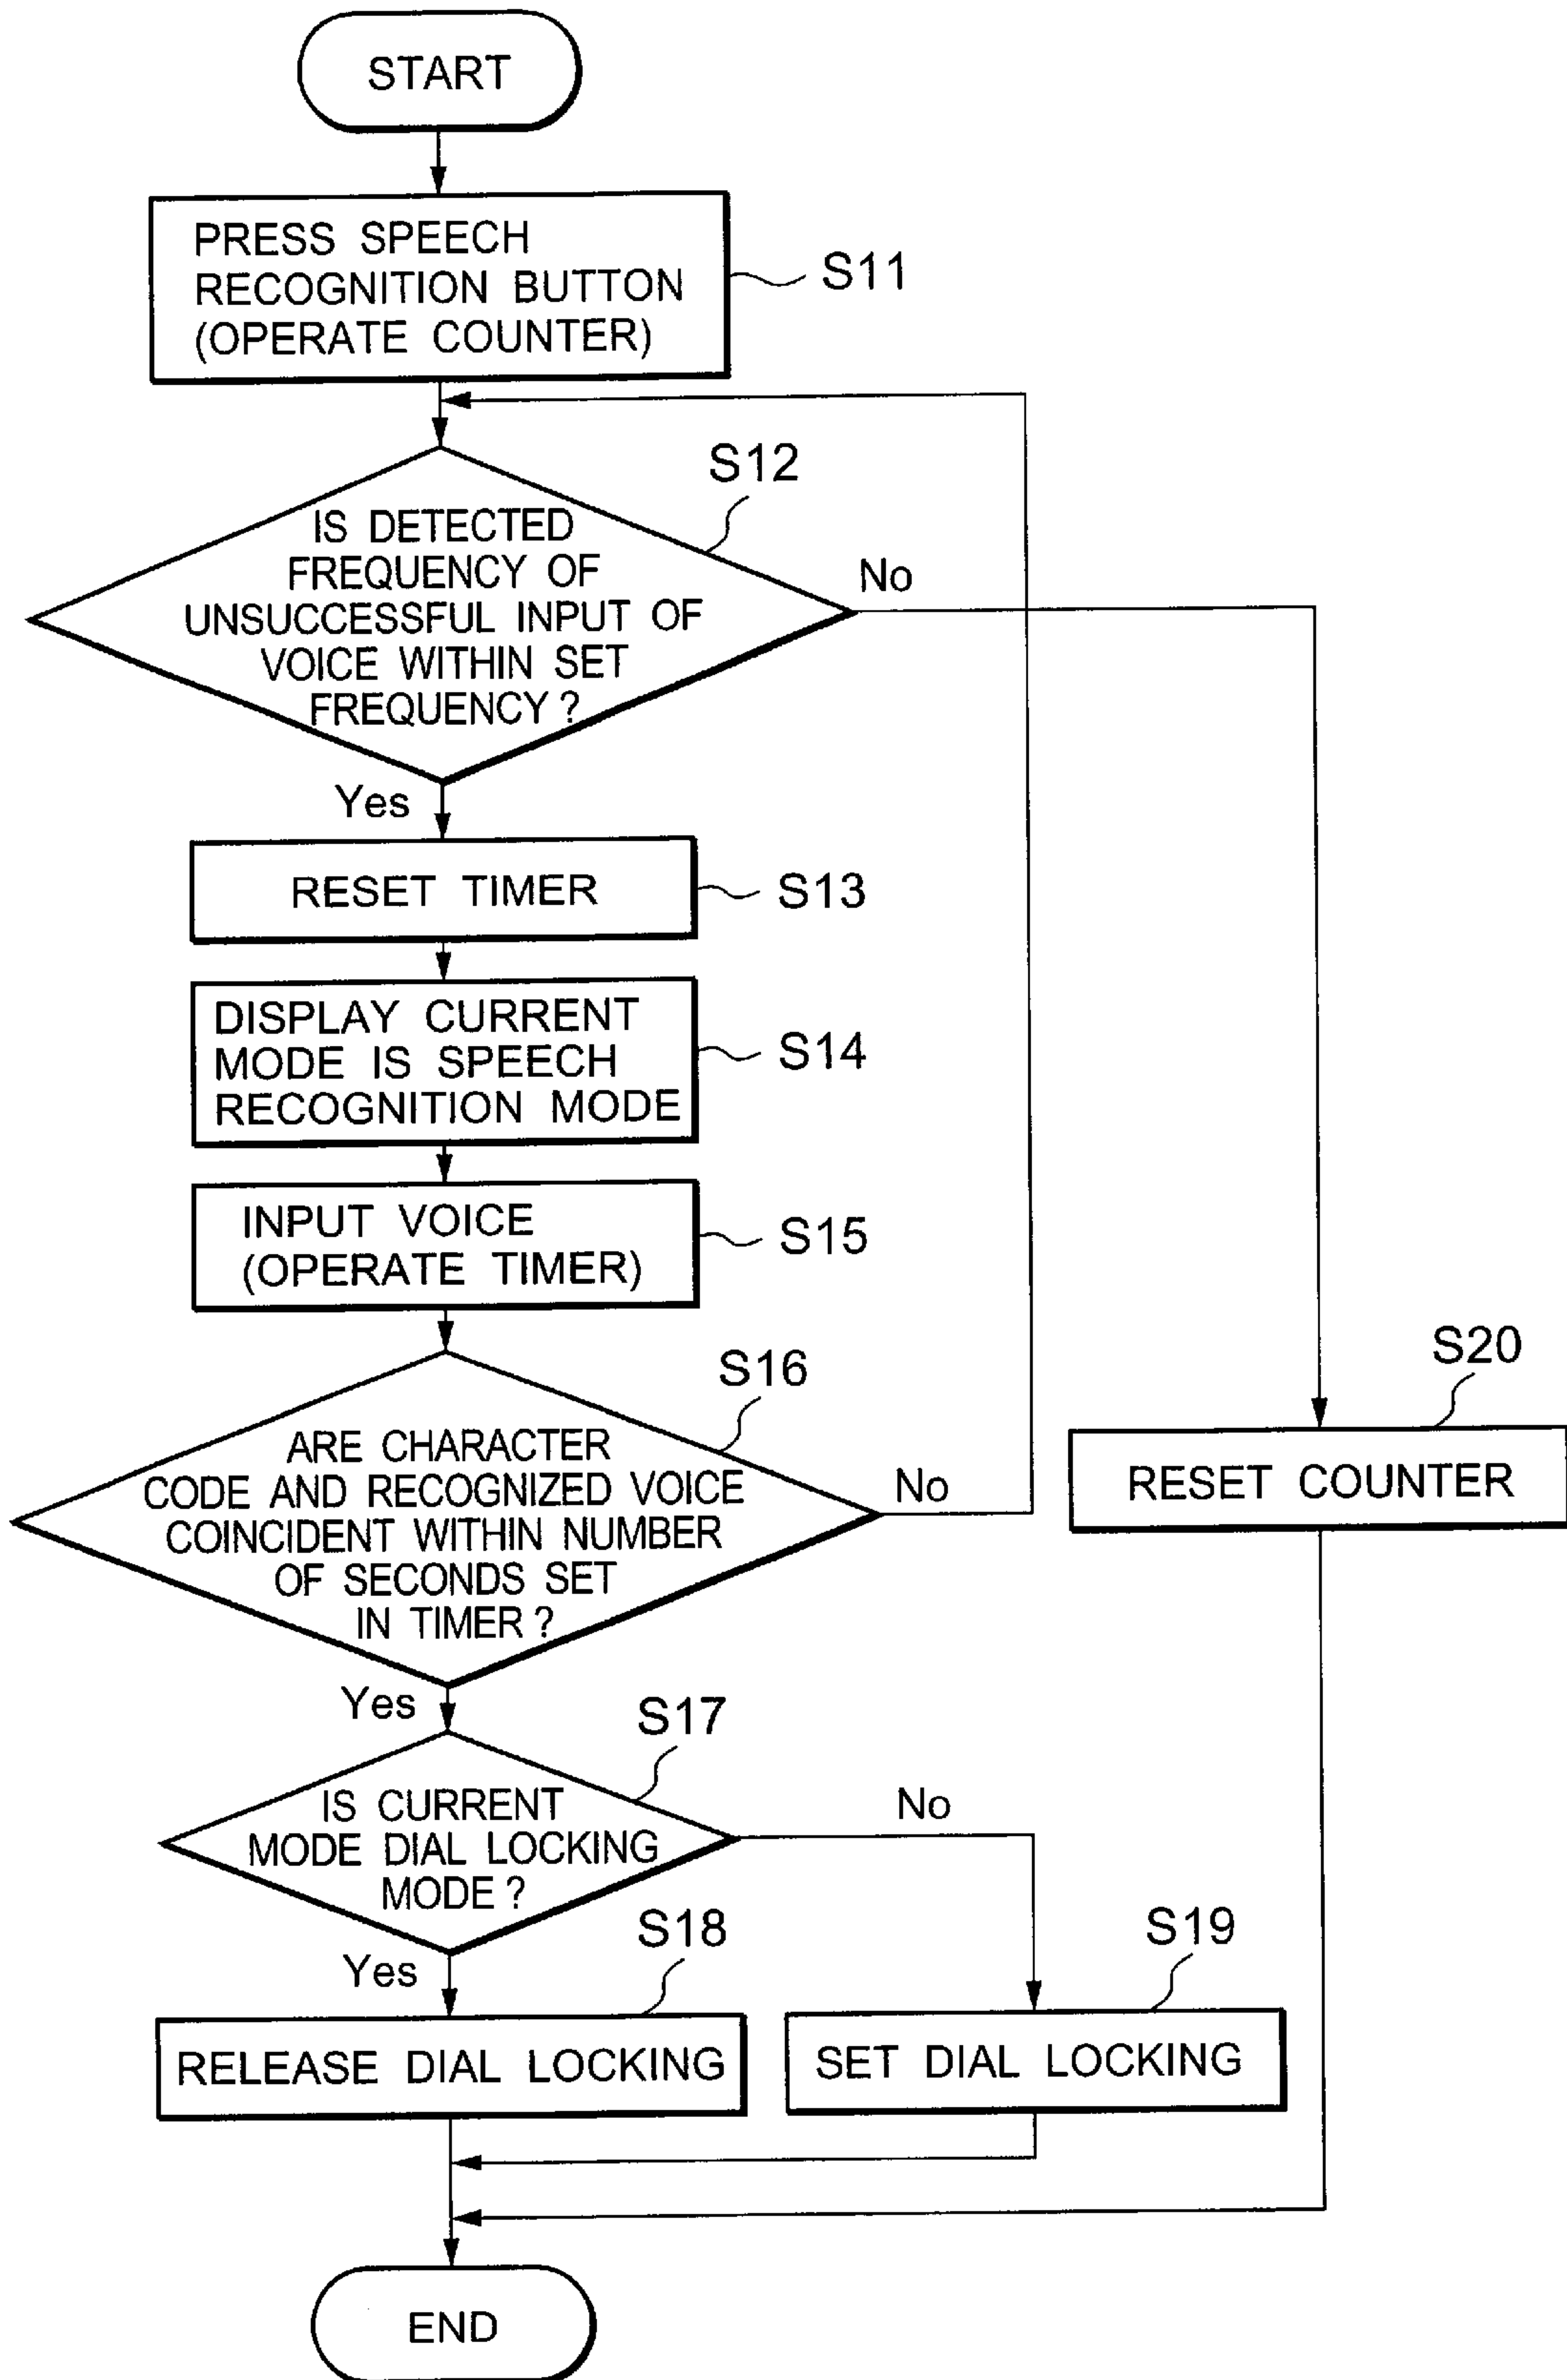 START
PRESS SPEECH
RECOGNITION BUTTON
(OPERATE COUNTER)
S11
S12
IS DETECTED
FREQUENCY OF
UNSUCCESSFUL INPUT OF
VOICE WITHIN SET
FREQUENCY?
No
Yes
RESET TIMER
S13
DISPLAY CURRENT
MODE IS SPEECH
RECOGNITION MODE
S14
INPUT VOICE
(OPERATE TIMER)
S15
S16
ARE CHARACTER
CODE AND RECOGNIZED VOICE
COINCIDENT WITHIN NUMBER
OF SECONDS SET
IN TIMER?
No
Yes
S20
RESET COUNTER
S17
IS CURRENT
MODE DIAL LOCKING
MODE?
No
Yes
S18
RELEASE DIAL LOCKING
S19
SET DIAL LOCKING
END